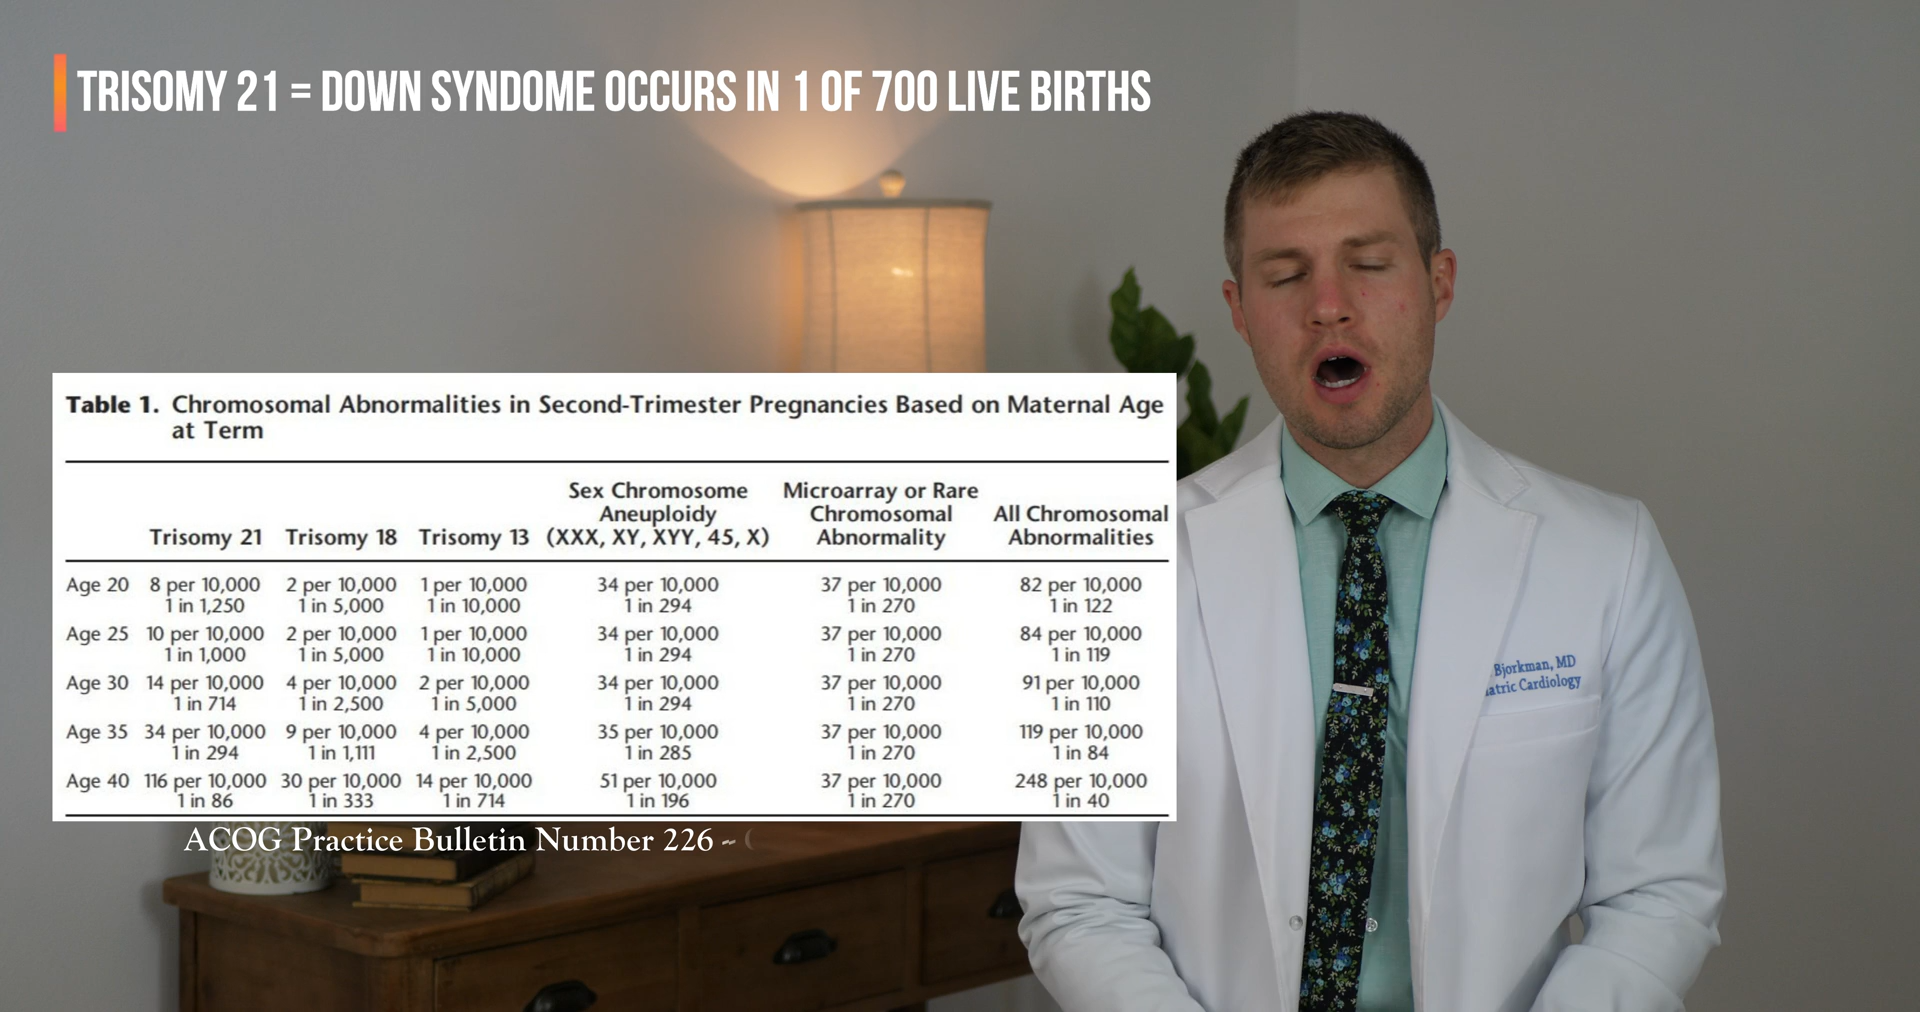 TRISOMY 21 = DOWN SYNDOME OCCURS IN 1 OF 700 LIVE BIRTHS
Table 1. Chromosomal Abnormalities in Second-Trimester Pregnancies Based on Maternal Age
at Term
Sex Chromosome Microarray or Rare
Aneuploidy Chromosomal All Chromosomal
Trisomy 21 Trisomy 18 Trisomy 13 (XXX, XY, XYY, 45, X) Abnormality Abnormalities
Age 20 8 per 10,000 2 per 10,000 1 per 10,000 34 per 10,000 37 per 10,000 82 per 10,000
1 in 1,250 1 in 5,000 1 in 10,000 1 in 294 1 in 270 1 in 122
Age 25 10 per 10,000 2 per 10,000 1 per 10,000 34 per 10,000 37 per 10,000 84 per 10,000
1 in 1,000 1 in 5,000 1 in 10,000 1 in 294 1 in 270 1 in 119
Age 30 14 per 10,000 4 per 10,000 2 per 10,000 34 per 10,000 37 per 10,000 91 per 10,000
1 in 714 1 in 2,500 1 in 5,000 1 in 294 1 in 270 1 in 110
Age 35 34 per 10,000 9 per 10,000 4 per 10,000 35 per 10,000 37 per 10,000 119 per 10,000
1 in 294 1 in 1,111 1 in 2,500 1 in 285 1 in 270 1 in 84
Age 40 116 per 10,000 30 per 10,000 14 per 10,000 51 per 10,000 37 per 10,000 248 per 10,000
1 in 86 1 in 333 1 in 714 1 in 196 1 in 270 1 in 40
ACOG Practice Bulletin Number 226 -
Bjorkman, MD
atric Cardiology